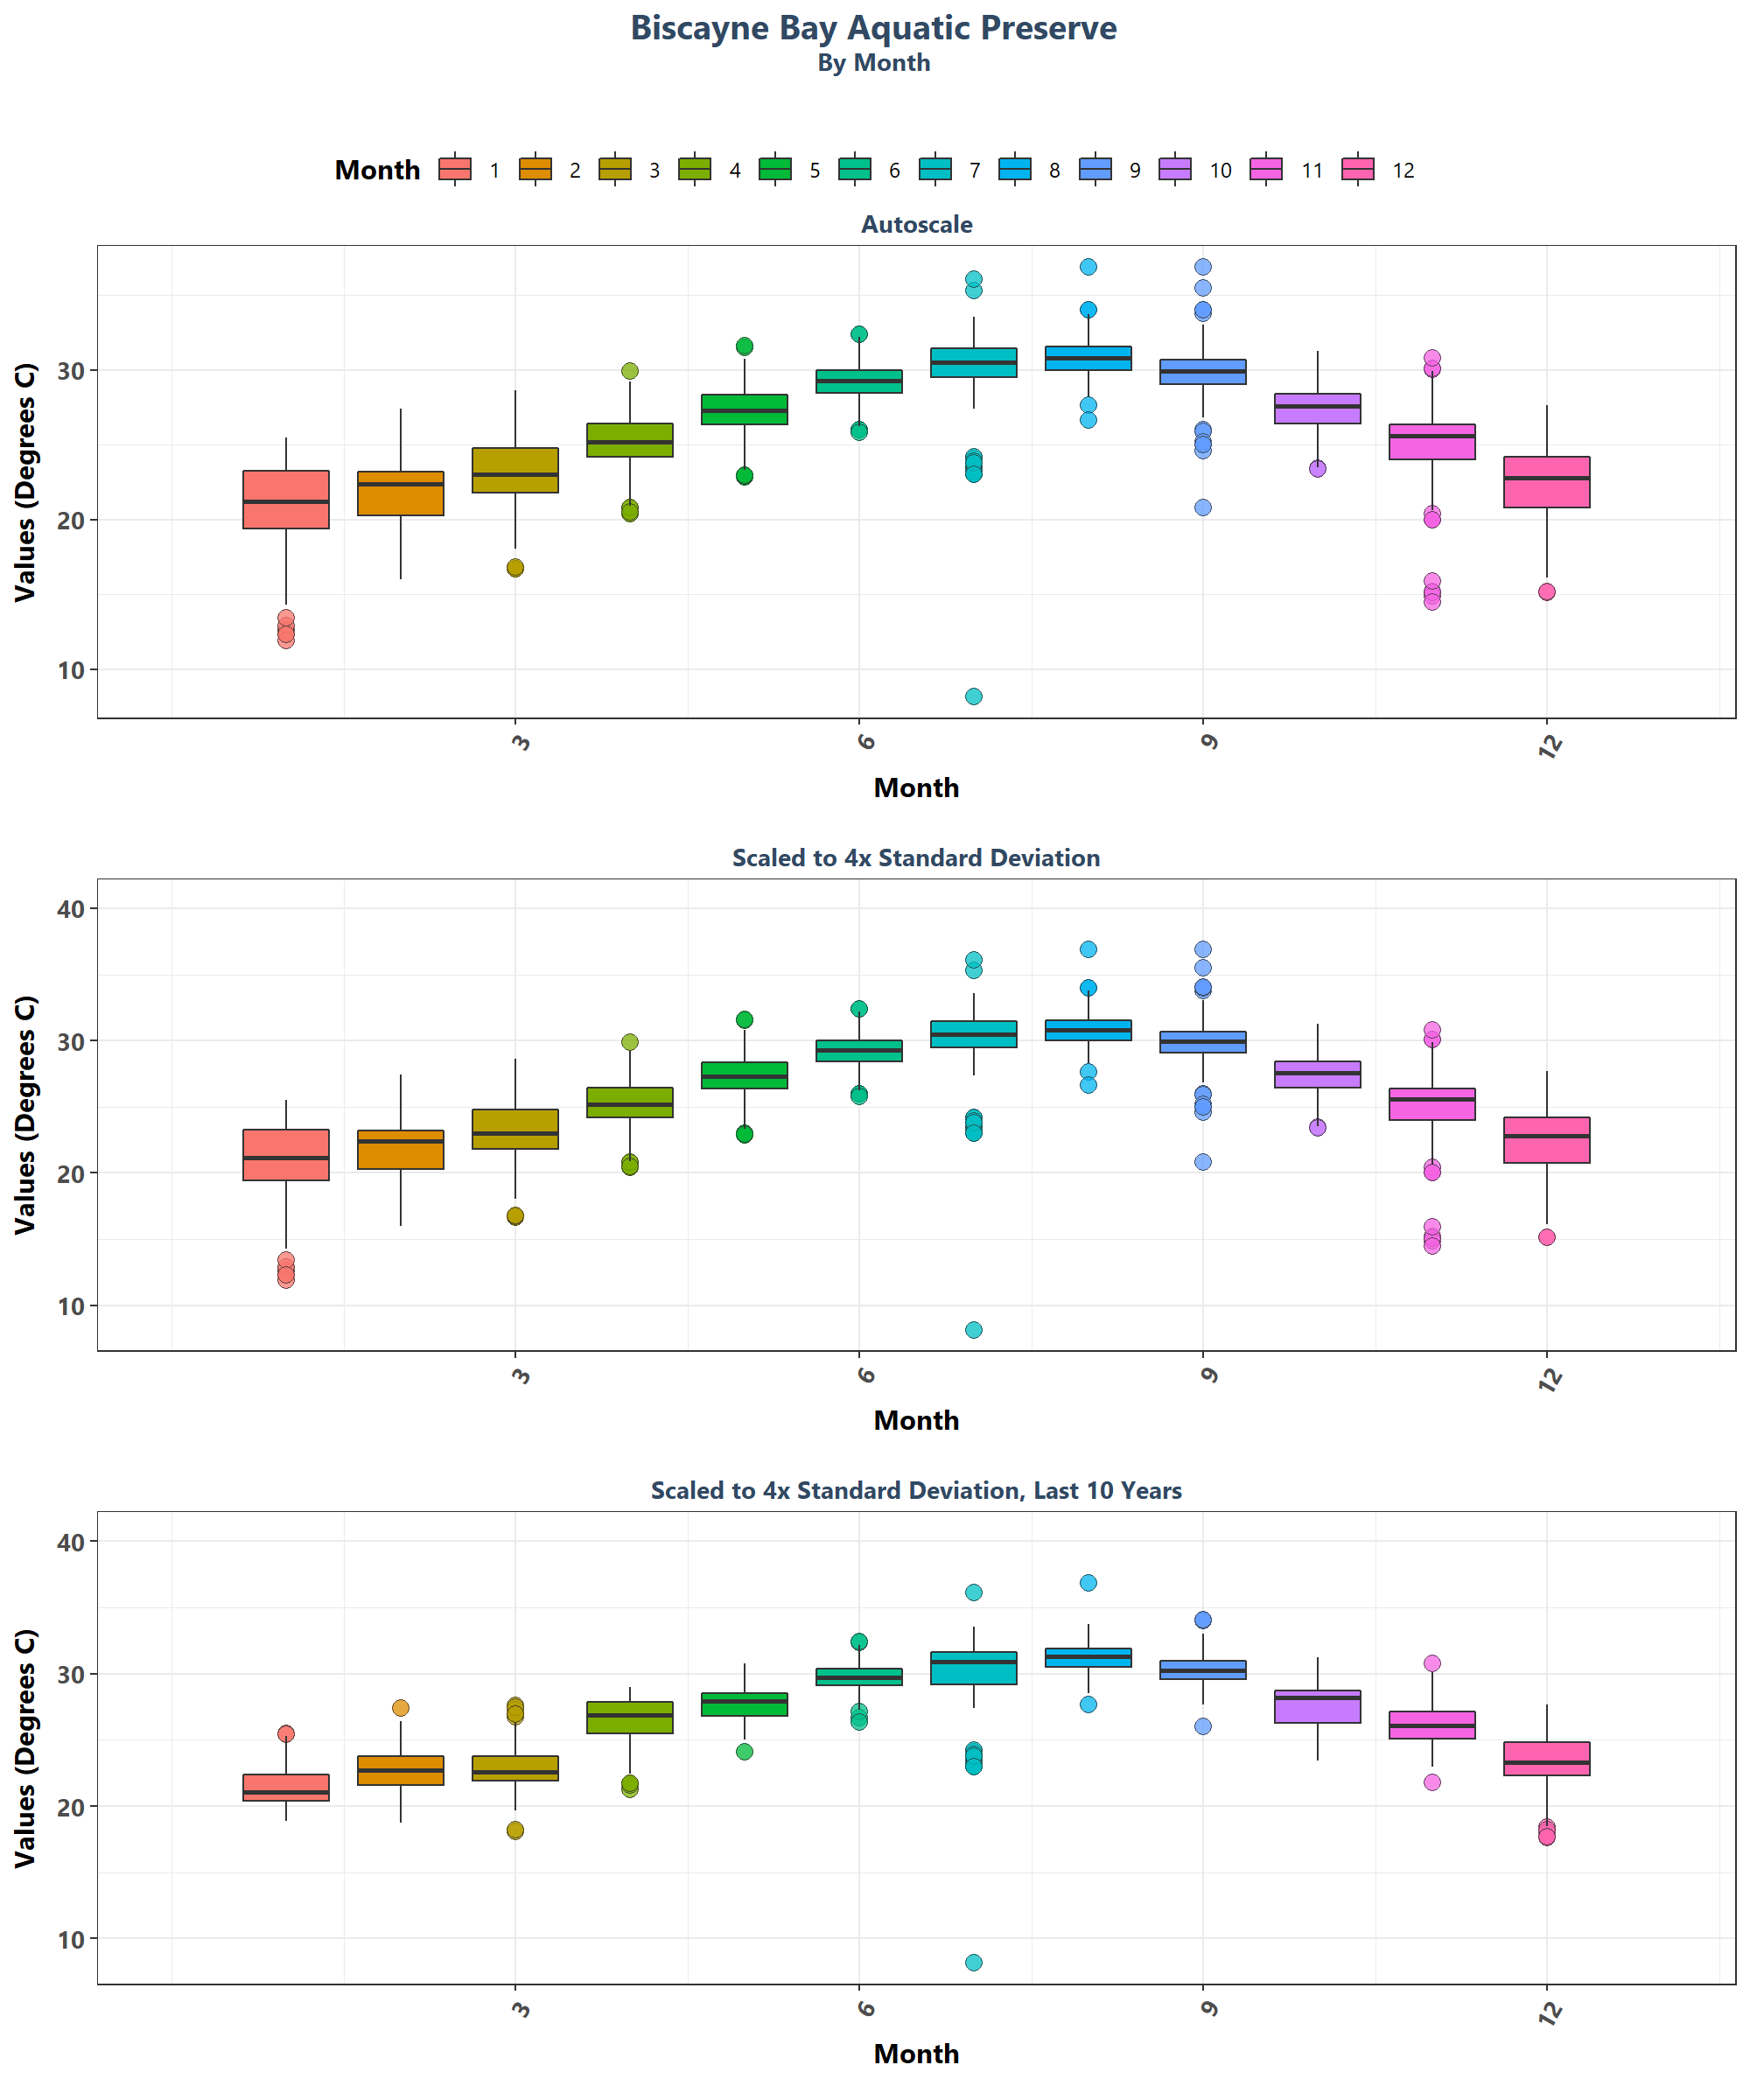 Biscayne Bay Aquatic Preserve
By Month
Month 1 2 3 4 5 6 7 8 9 10 11 12
Autoscale
Values (Degrees C)
30
20
10
3 6 9 12
Month
Scaled to 4x Standard Deviation
Values (Degrees C)
40
30
20
10
3 6 9 12
Month
Scaled to 4x Standard Deviation, Last 10 Years
Values (Degrees C)
40
30
20
10
3 6 9 12
Month